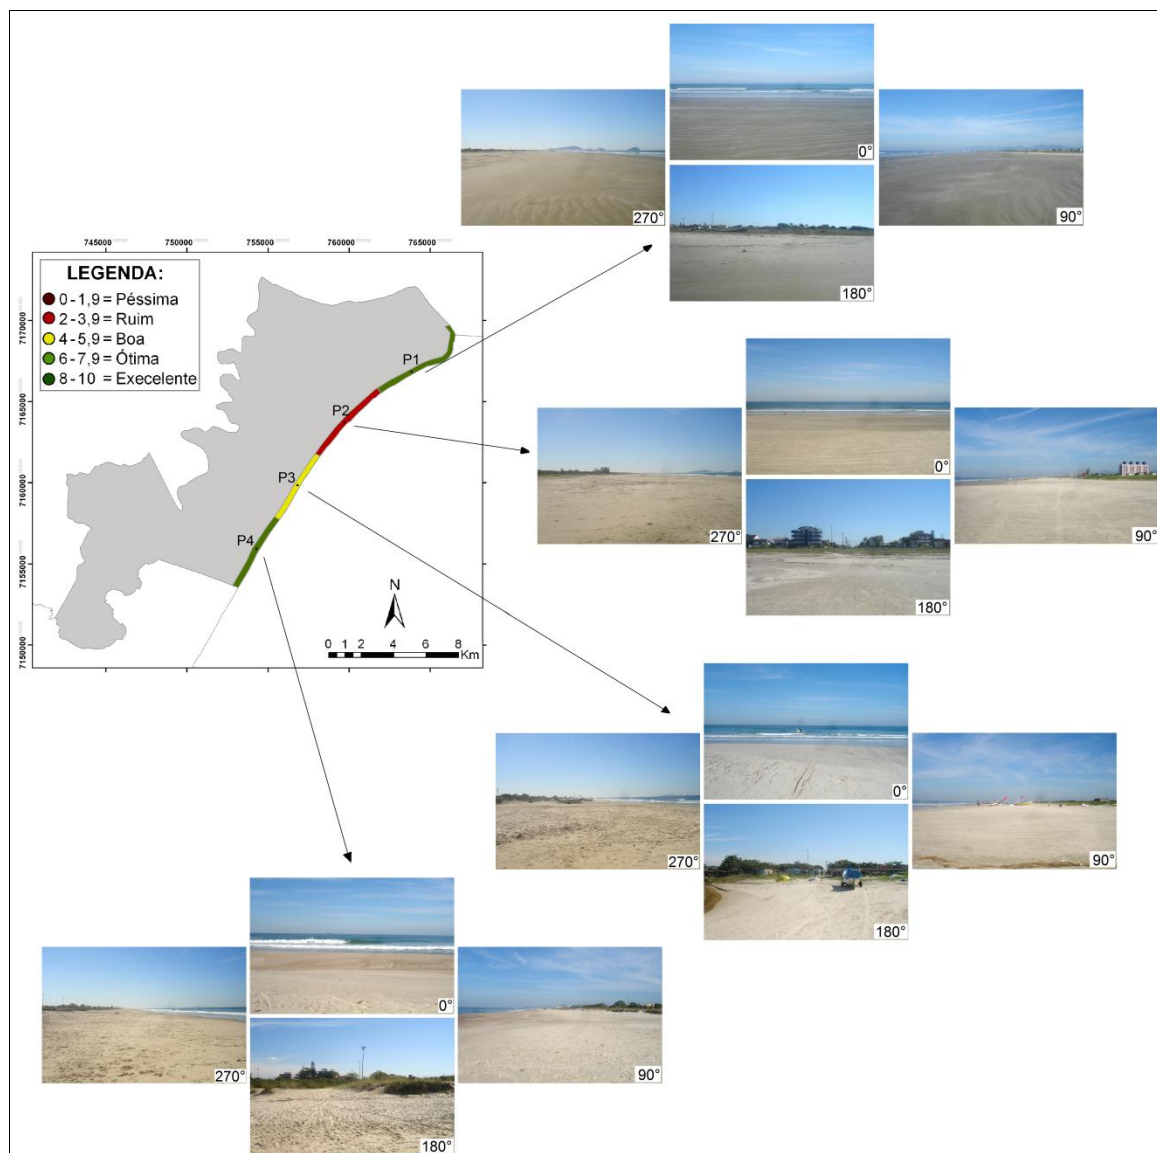 0°
270°
90°
180°
745000
750000
755000
760000
765000
LEGENDA:
0 - 1,9 = Péssima
2 - 3,9 = Ruim
4 - 5,9 = Boa
6 - 7,9 = Ótima
8 - 10 = Execelente
7170000
7165000
7160000
7155000
7150000
P1
P2
P3
P4
N
0 1 2 4 6 8
Km
0°
270°
90°
180°
0°
270°
90°
180°
0°
270°
90°
180°